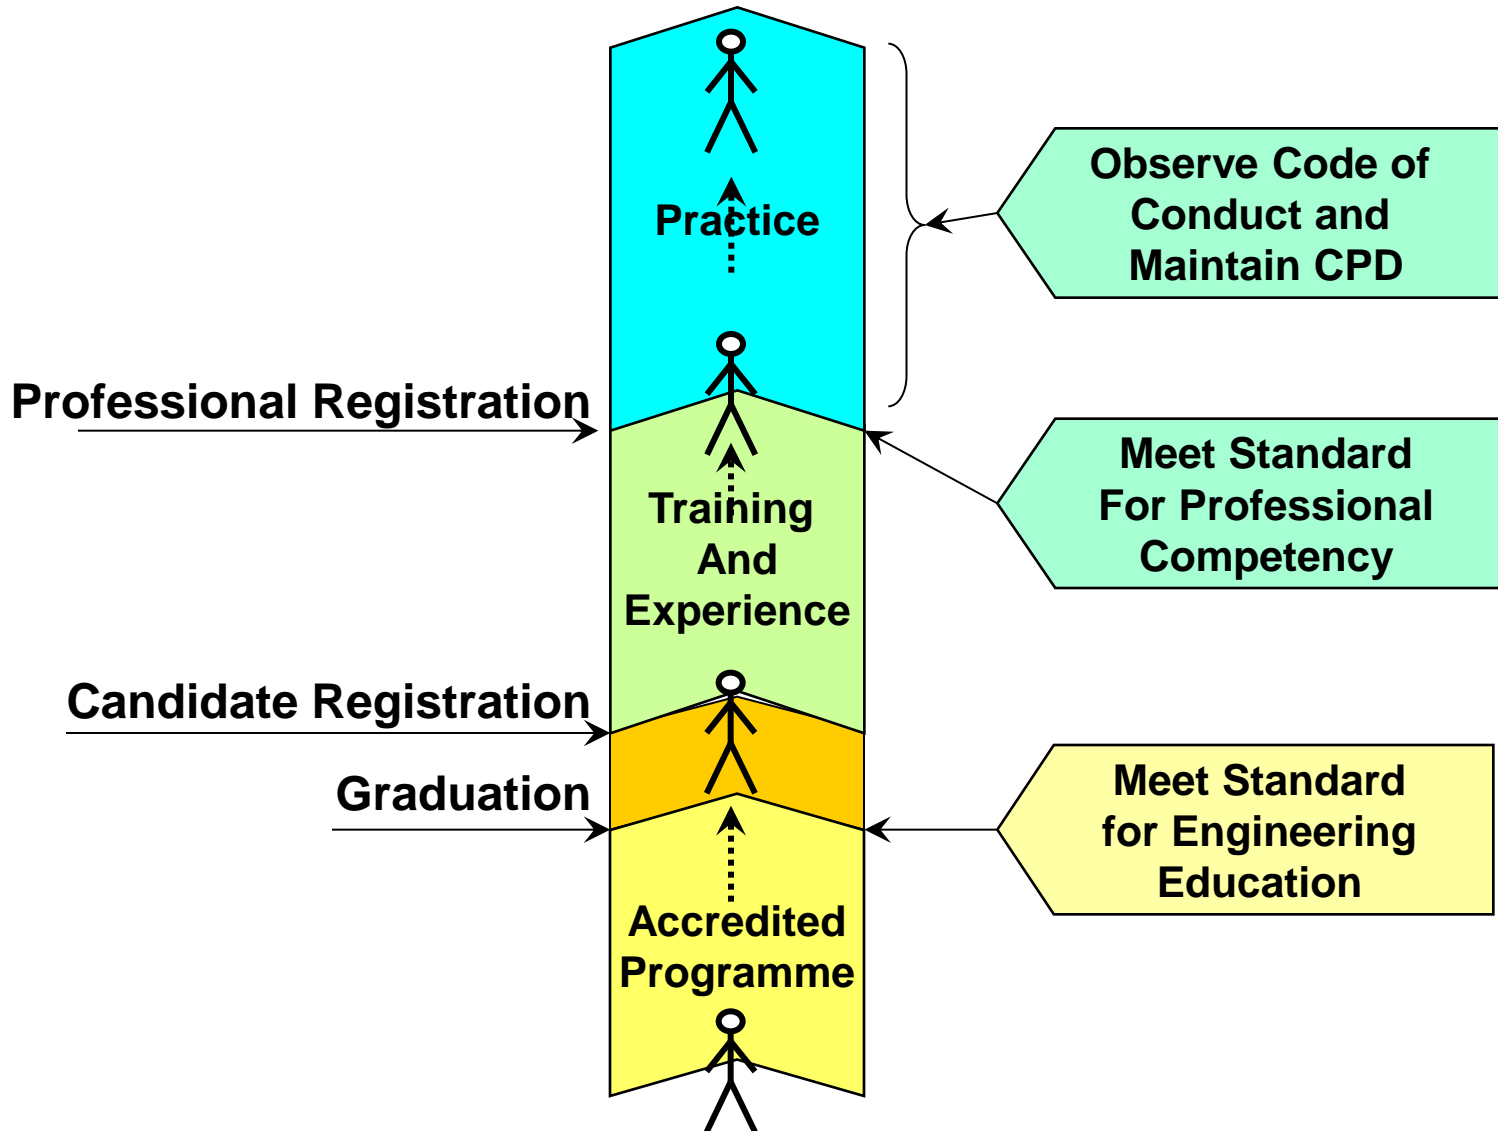 Practice
Observe Code of
Conduct and
Maintain CPD
Professional Registration
Meet Standard
For Professional
Competency
Training
And
Experience
Candidate Registration
Graduation
Meet Standard
for Engineering
Education
Accredited
Programme